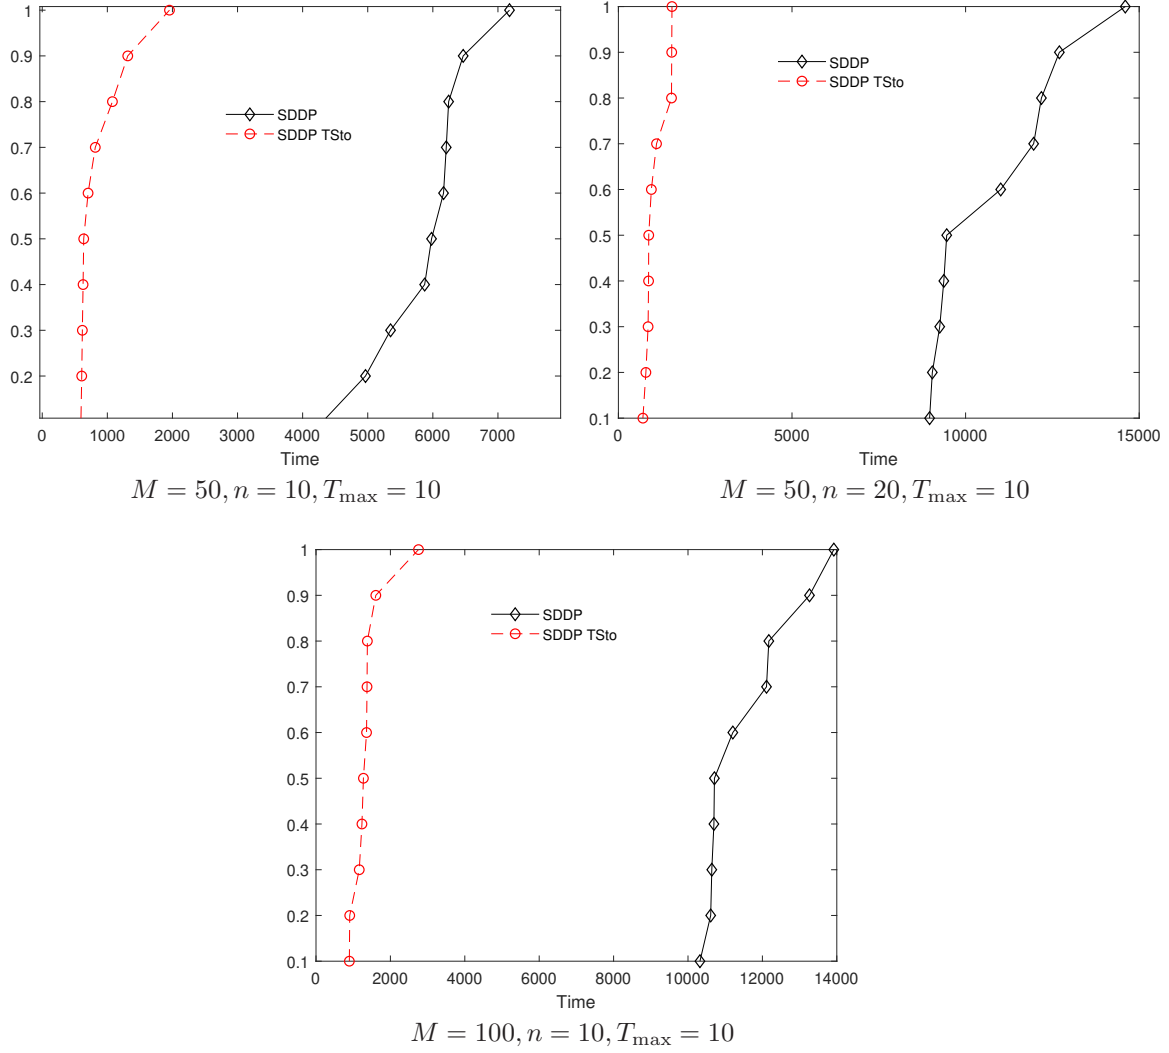 1
0.9
0.8
0.7
0.6
0.5
0.4
0.3
0.2
SDDP
SDDP TSto
0 1000 2000 3000 4000 5000 6000 7000
Time
M = 50, n = 10, T_max = 10
1
0.9
0.8
0.7
0.6
0.5
0.4
0.3
0.2
0.1
SDDP
SDDP TSto
0 5000 10000 15000
Time
M = 50, n = 20, T_max = 10
1
0.9
0.8
0.7
0.6
0.5
0.4
0.3
0.2
0.1
SDDP
SDDP TSto
0 2000 4000 6000 8000 10000 12000 14000
Time
M = 100, n = 10, T_max = 10